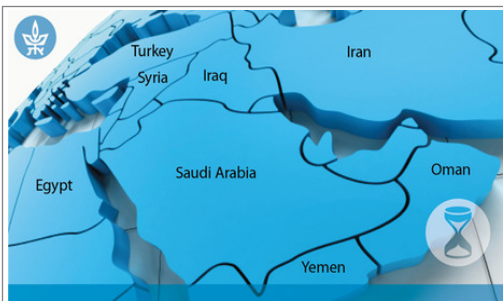 Turkey
Iran
Syria
Iraq
Egypt
Saudi Arabia
Oman
Yemen